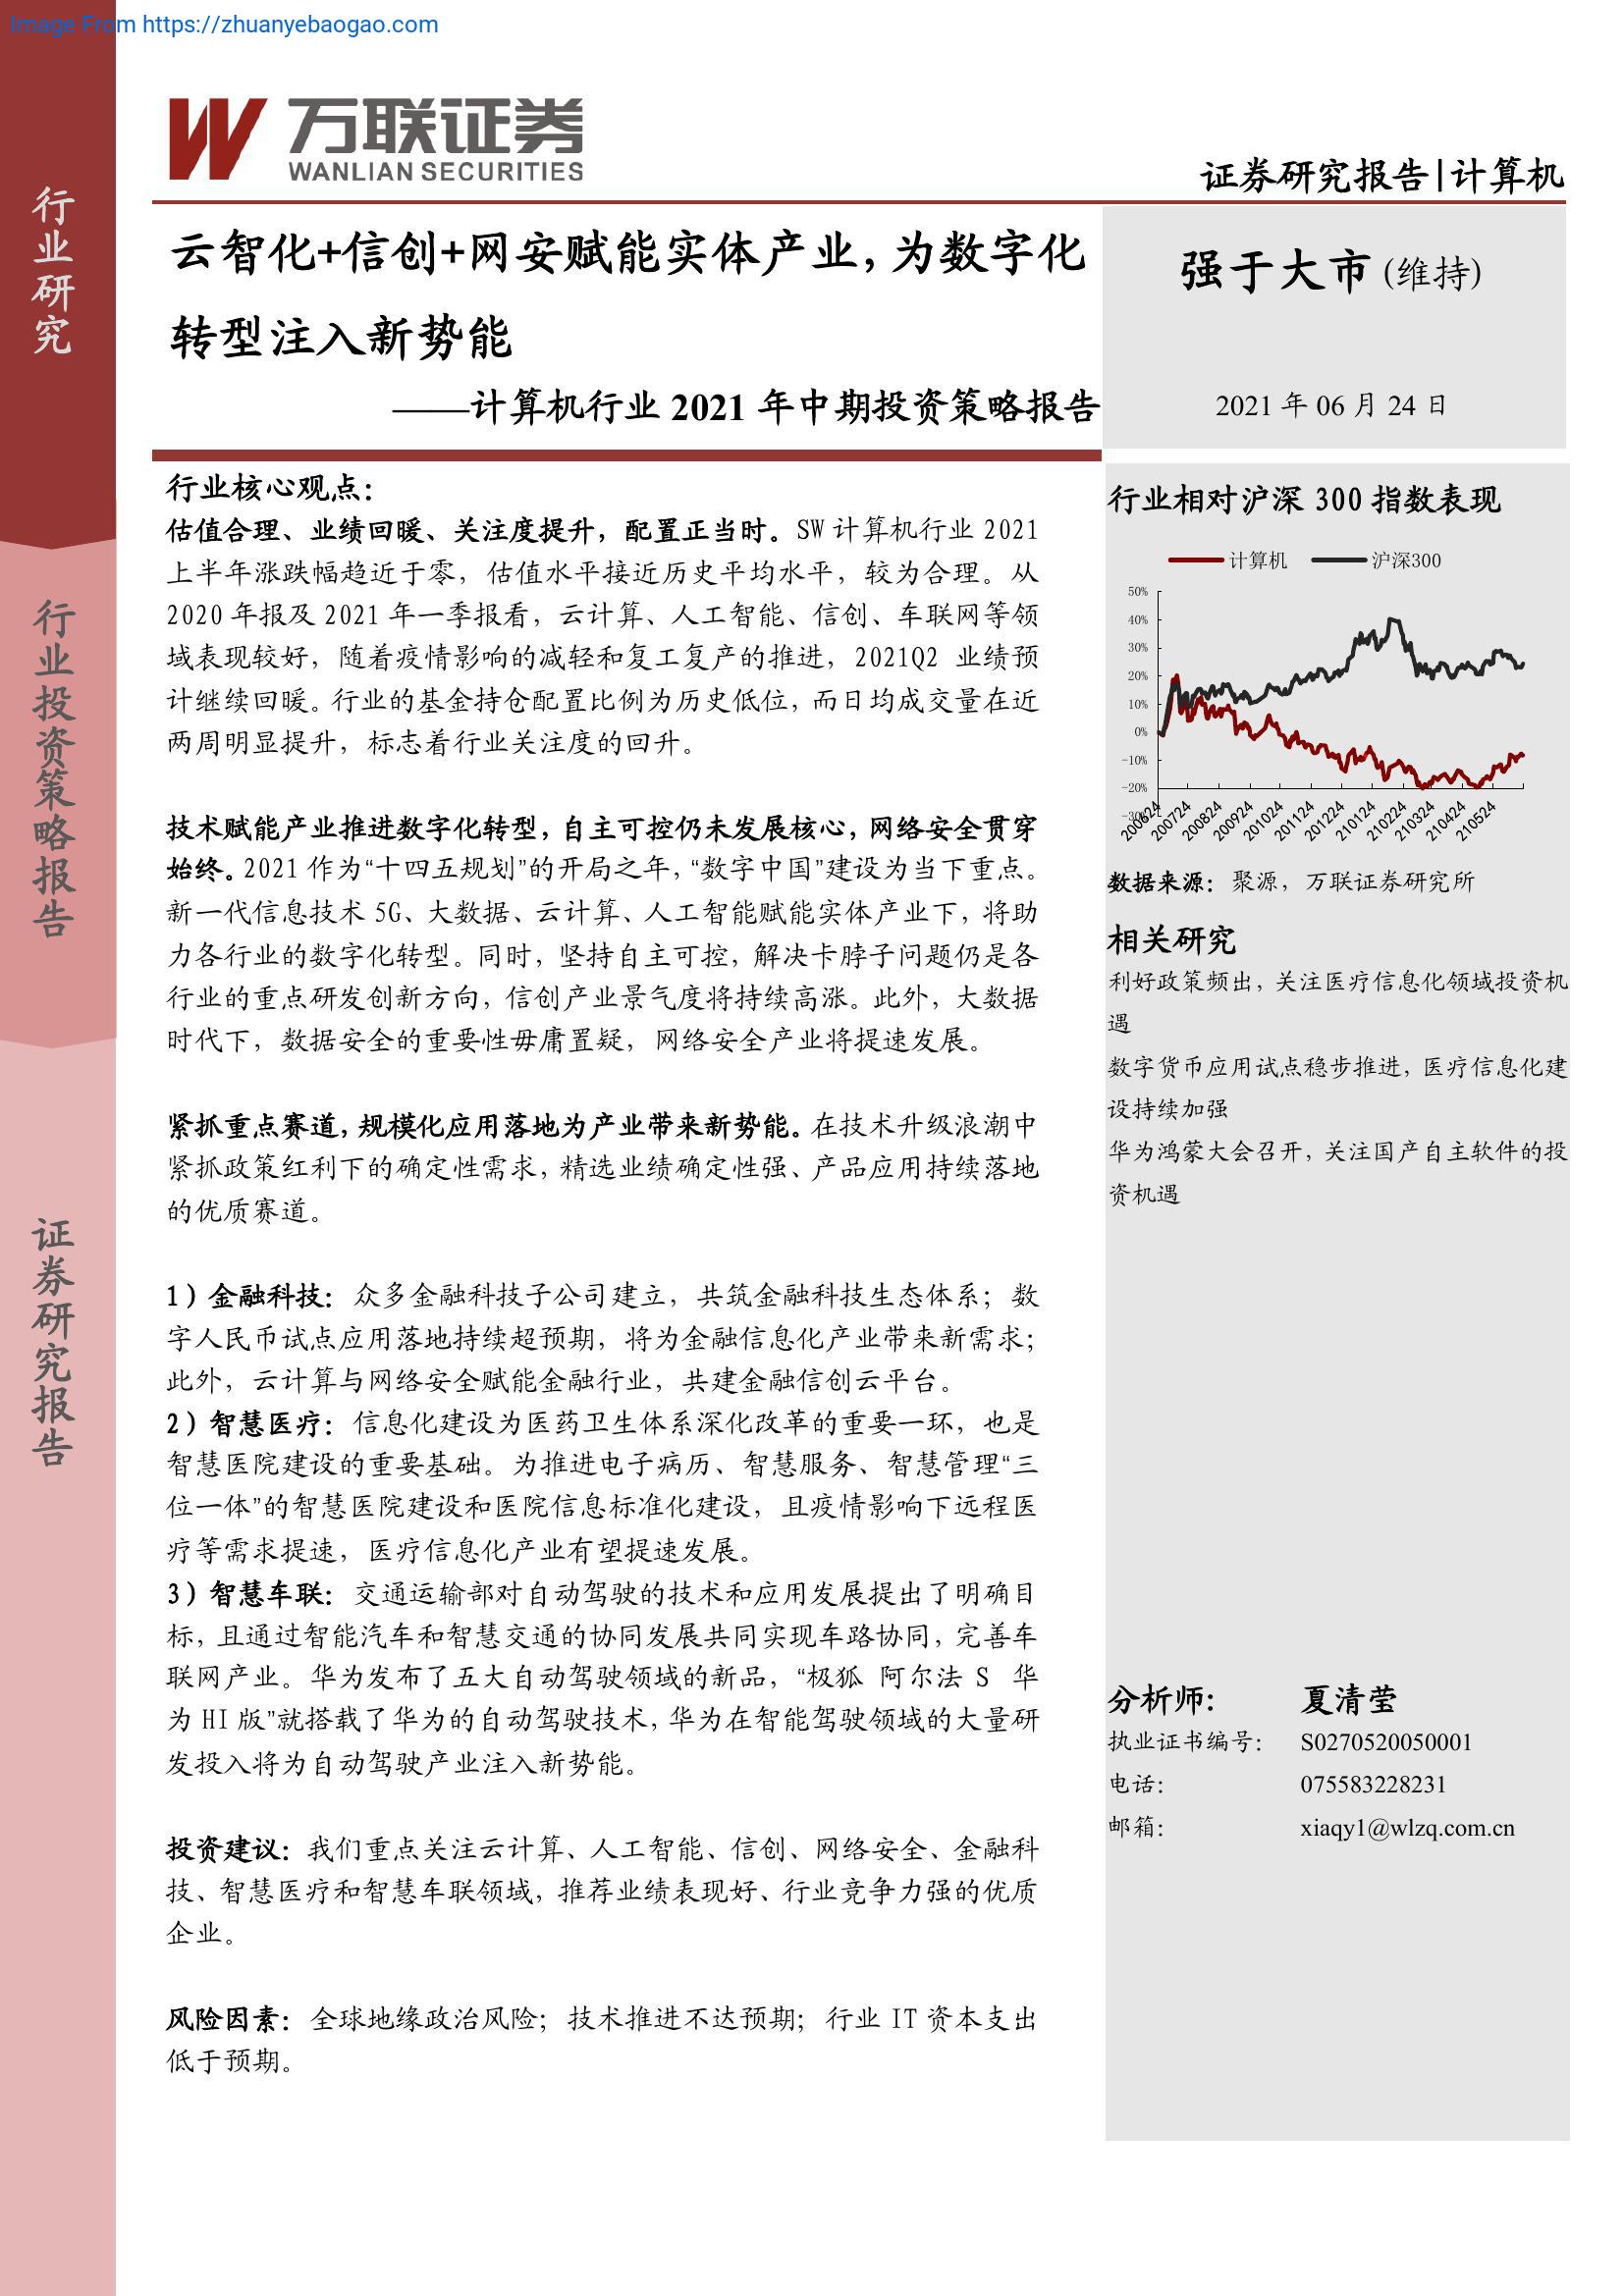 Image From https://zhuanyebaogao.com
行业研究
行业投资策略报告
证券研究报告
万联证券
WANLIAN SECURITIES
证券研究报告|计算机
云智化+信创+网安赋能实体产业，为数字化
转型注入新势能
——计算机行业 2021 年中期投资策略报告
强于大市 (维持)
2021 年 06 月 24 日
行业核心观点：
估值合理、业绩回暖、关注度提升，配置正当时。SW 计算机行业 2021
上半年涨跌幅趋近于零，估值水平接近历史平均水平，较为合理。从
2020 年报及 2021 年一季报看，云计算、人工智能、信创、车联网等领
域表现较好，随着疫情影响的减轻和复工复产的推进，2021Q2 业绩预
计继续回暖。行业的基金持仓配置比例为历史低位，而日均成交量在近
两周明显提升，标志着行业关注度的回升。
技术赋能产业推进数字化转型，自主可控仍未发展核心，网络安全贯穿
始终。2021 作为“十四五规划”的开局之年，“数字中国”建设为当下重点。
新一代信息技术 5G、大数据、云计算、人工智能赋能实体产业下，将助
力各行业的数字化转型。同时，坚持自主可控，解决卡脖子问题仍是各
行业的重点研发创新方向，信创产业景气度将持续高涨。此外，大数据
时代下，数据安全的重要性毋庸置疑，网络安全产业将提速发展。
紧抓重点赛道，规模化应用落地为产业带来新势能。在技术升级浪潮中
紧抓政策红利下的确定性需求，精选业绩确定性强、产品应用持续落地
的优质赛道。
1）金融科技：众多金融科技子公司建立，共筑金融科技生态体系；数
字人民币试点应用落地持续超预期，将为金融信息化产业带来新需求；
此外，云计算与网络安全赋能金融行业，共建金融信创云平台。
2）智慧医疗：信息化建设为医药卫生体系深化改革的重要一环，也是
智慧医院建设的重要基础。为推进电子病历、智慧服务、智慧管理“三
位一体”的智慧医院建设和医院信息标准化建设，且疫情影响下远程医
疗等需求提速，医疗信息化产业有望提速发展。
3）智慧车联：交通运输部对自动驾驶的技术和应用发展提出了明确目
标，且通过智能汽车和智慧交通的协同发展共同实现车路协同，完善车
联网产业。华为发布了五大自动驾驶领域的新品，“极狐 阿尔法 S 华
为 HI 版”就搭载了华为的自动驾驶技术，华为在智能驾驶领域的大量研
发投入将为自动驾驶产业注入新势能。
投资建议：我们重点关注云计算、人工智能、信创、网络安全、金融科
技、智慧医疗和智慧车联领域，推荐业绩表现好、行业竞争力强的优质
企业。
风险因素：全球地缘政治风险；技术推进不达预期；行业 IT 资本支出
低于预期。
行业相对沪深 300 指数表现
计算机 沪深300
50%
40%
30%
20%
10%
0%
-10%
-20%
-30%
200624 200724 200824 200924 201024 201124 201224 210124 210224 210324 210424 210524
数据来源：聚源，万联证券研究所
相关研究
利好政策频出，关注医疗信息化领域投资机
遇
数字货币应用试点稳步推进，医疗信息化建
设持续加强
华为鸿蒙大会召开，关注国产自主软件的投
资机遇
分析师： 夏清莹
执业证书编号： S0270520050001
电话： 075583228231
邮箱： xiaqy1@wlzq.com.cn